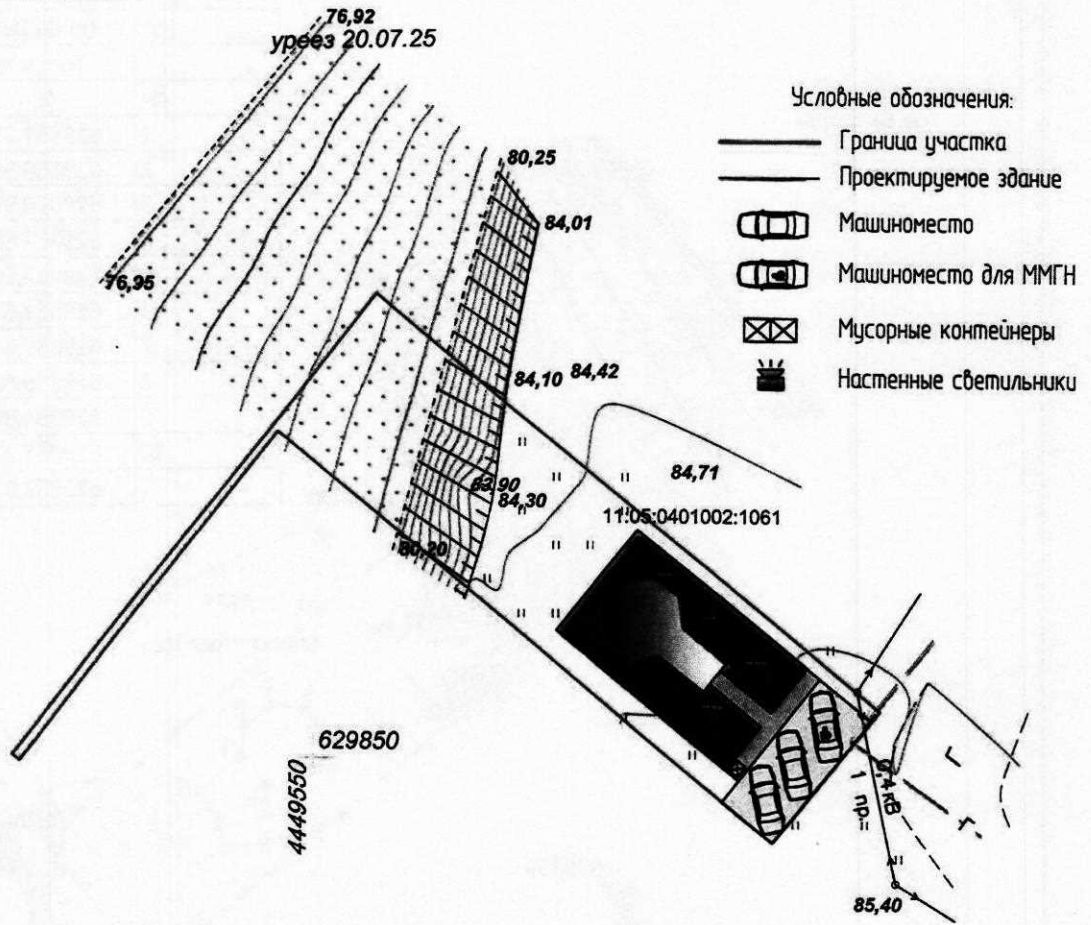 76,92
уреез 20.07.25
Условные обозначения:
Граница участка
Проектируемое здание
80,25
84,01
Машиноместо
76,95
Машиноместо для ММГН
Мусорные контейнеры
84,10
84,42
Настенные светильники
84,71
83.90
84,30
11:05:0401002:1061
80,20
629850
4449550
0,4 кВ
1 пр.
Г
Г.
85,40